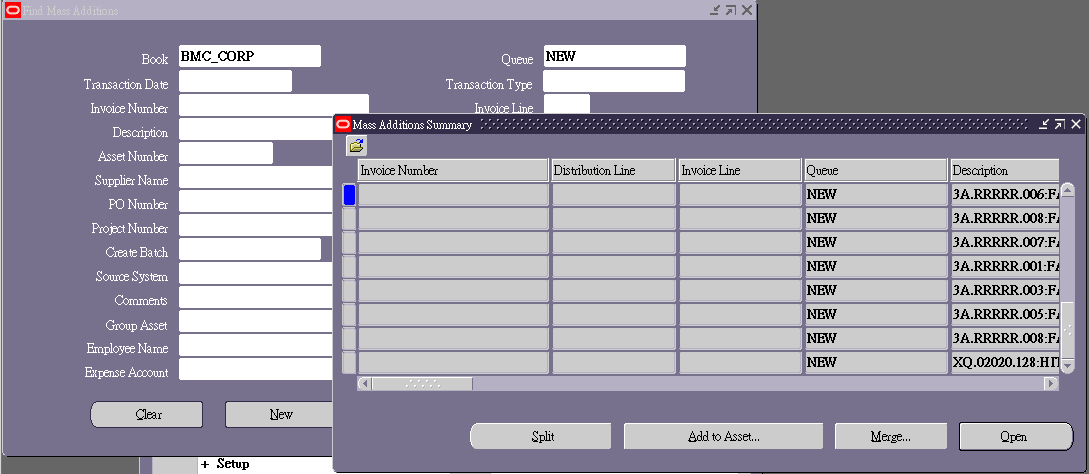 Find Mass Additions
Book BMC_CORP Queue NEW
Transaction Date Transaction Type
Invoice Number Invoice Line
Description
Asset Number
Supplier Name
PO Number
Project Number
Create Batch
Source System
Comments
Group Asset
Employee Name
Expense Account
Clear New
+ Setup
Mass Additions Summary
Invoice Number Distribution Line Invoice Line Queue Description
NEW 3A.RRRRR.006:FA
NEW 3A.RRRRR.008:FA
NEW 3A.RRRRR.007:FA
NEW 3A.RRRRR.001:FA
NEW 3A.RRRRR.003:FA
NEW 3A.RRRRR.005:FA
NEW 3A.RRRRR.008:FA
NEW XQ.02020.128:HIT
Split Add to Asset... Merge... Open